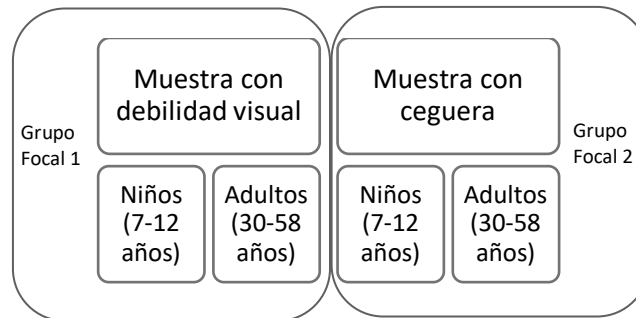 Grupo
Focal 1
Muestra con
debilidad visual
Niños
(7-12
años)
Adultos
(30-58
años)
Muestra con
ceguera
Niños
(7-12
años)
Adultos
(30-58
años)
Grupo
Focal 2